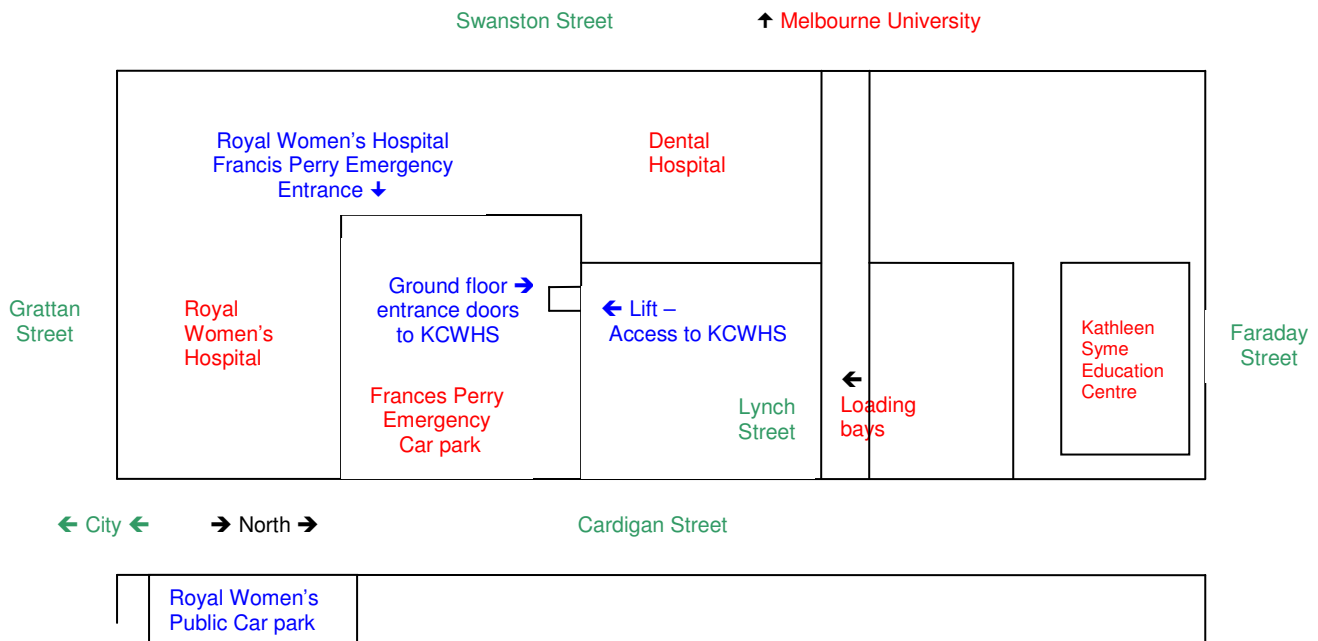 Swanston Street
↑ Melbourne University
Royal Women's Hospital
Francis Perry Emergency
Entrance ↓
Dental
Hospital
Grattan
Street
Royal
Women's
Hospital
Ground floor →
entrance doors
to KCWHS
← Lift –
Access to KCWHS
Frances Perry
Emergency
Car park
Lynch
Street
←
Loading
bays
Kathleen
Syme
Education
Centre
Faraday
Street
← City ←
→ North →
Cardigan Street
Royal Women's
Public Car park